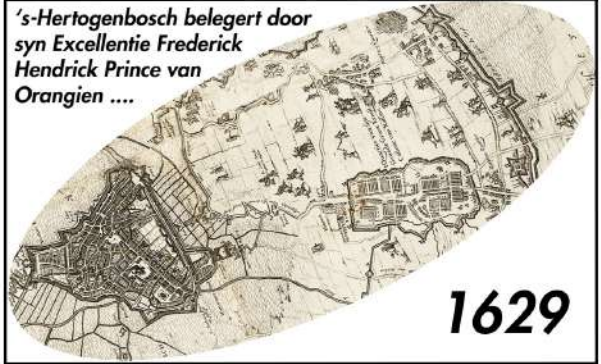 ‘s-Hertogenbosch belegert door
syn Excellentie Frederick
Hendrick Prince van
Orangien ....
1629